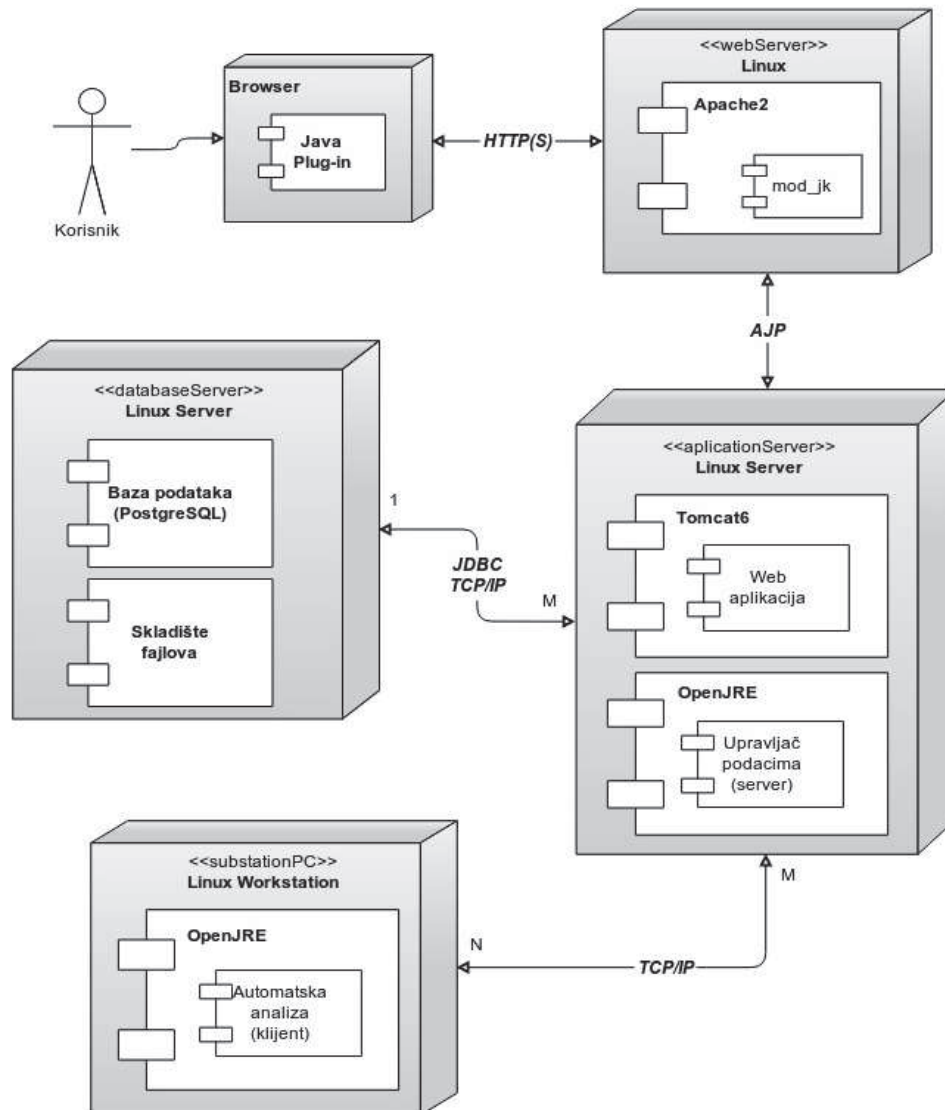 Korisnik
Browser
Java
Plug-in
HTTP(S)
<<webServer>>
Linux
Apache2
mod_jk
AJP
<<databaseServer>>
Linux Server
Baza podataka
(PostgreSQL)
Skladište
fajlova
1
JDBC
TCP/IP
M
<<aplicationServer>>
Linux Server
Tomcat6
Web
aplikacija
OpenJRE
Upravljač
podacima
(server)
M
TCP/IP
N
<<substationPC>>
Linux Workstation
OpenJRE
Automatska
analiza
(klijent)